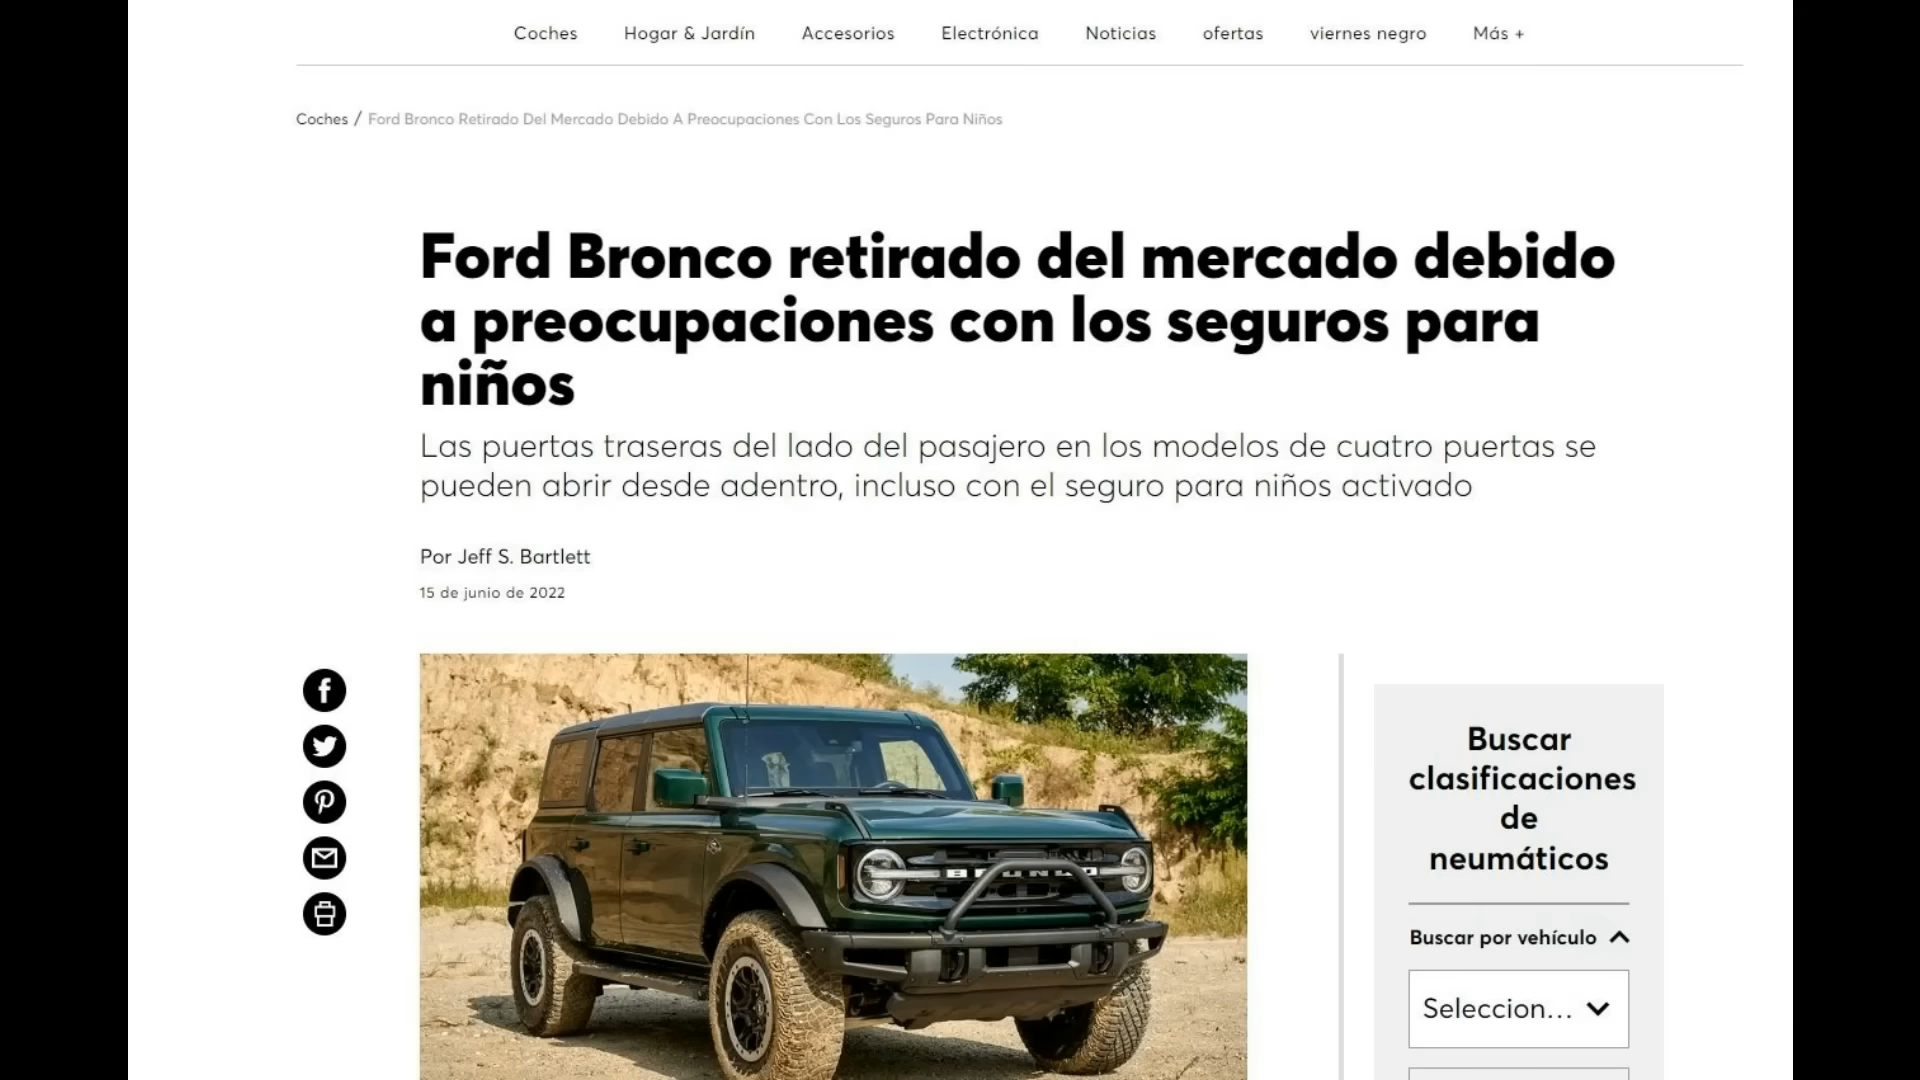 Coches Hogar & Jardín Accesorios Electrónica Noticias ofertas viernes negro Más +
Coches / Ford Bronco Retirado Del Mercado Debido A Preocupaciones Con Los Seguros Para Niños
Ford Bronco retirado del mercado debido
a preocupaciones con los seguros para
niños
Las puertas traseras del lado del pasajero en los modelos de cuatro puertas se
pueden abrir desde adentro, incluso con el seguro para niños activado
Por Jeff S. Bartlett
15 de junio de 2022
BRONCO
Buscar
clasificaciones
de
neumáticos
Buscar por vehículo
Seleccion...